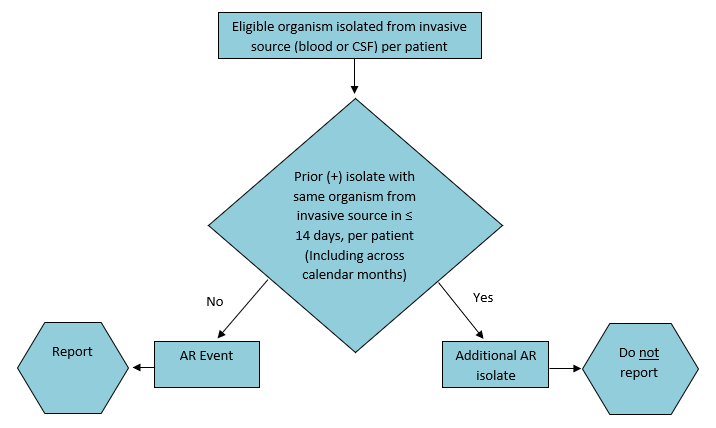 Eligible organism isolated from invasive
source (blood or CSF) per patient
Prior (+) isolate with
same organism from
invasive source in ≤
14 days, per patient
(Including across
calendar months)
No
Yes
Report
AR Event
Additional AR
isolate
Do not
report